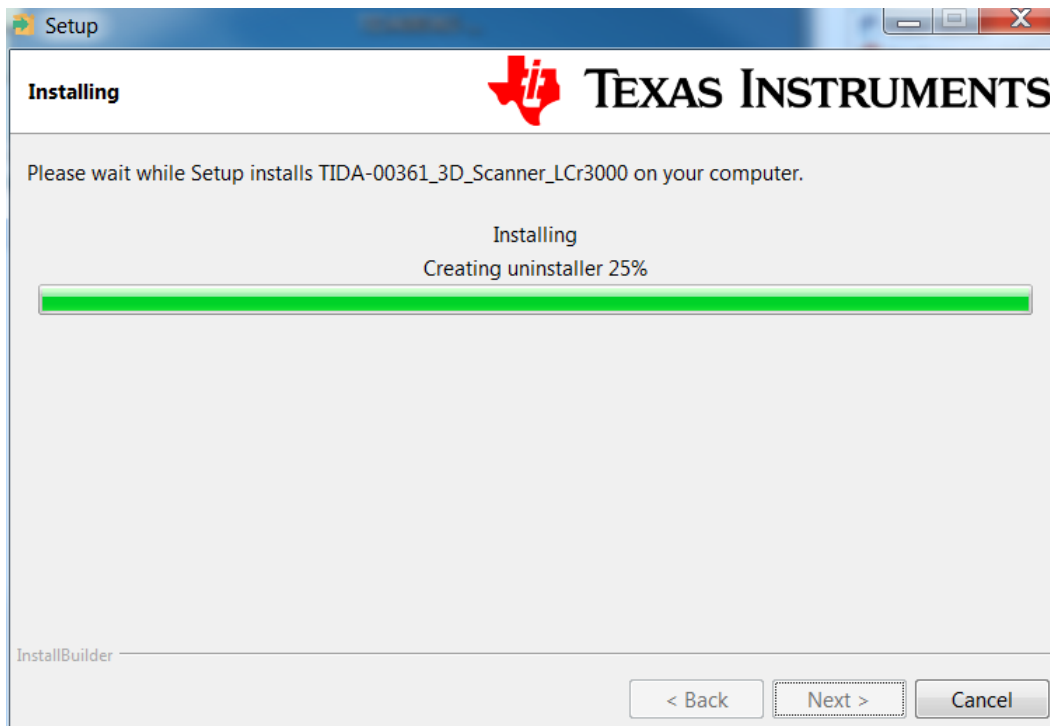 Setup
Installing
TEXAS INSTRUMENTS
Please wait while Setup installs TIDA-00361_3D_Scanner_LCr3000 on your computer.
Installing
Creating uninstaller 25%
InstallBuilder
< Back
Next >
Cancel